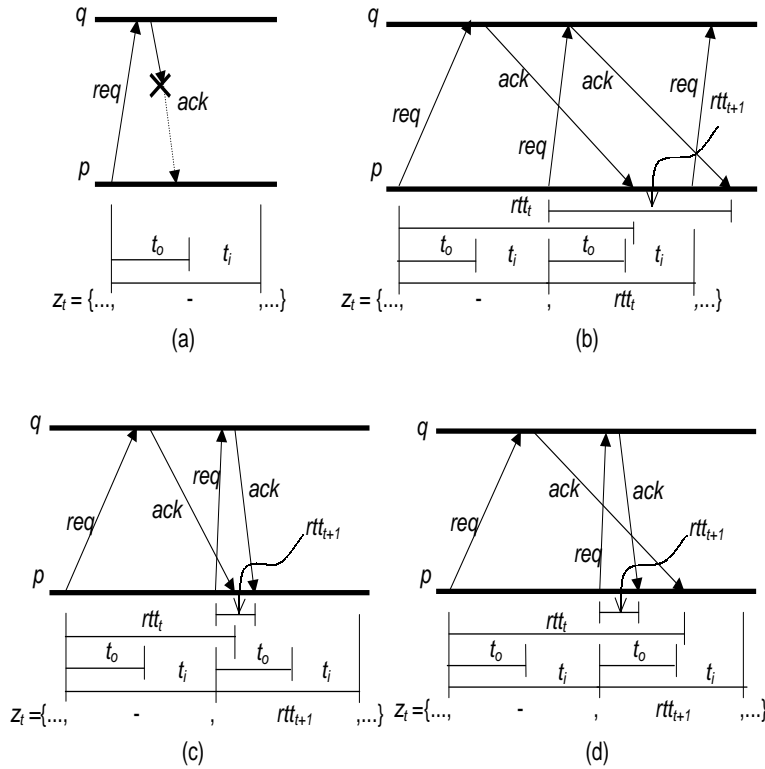 q
req
ack
p
t_o
t_i
z_t = {..., - ,...}
(a)
q
req
ack
req
ack
req
rtt_{t+1}
p
rtt_t
t_o
t_i
t_o
t_i
z_t = {..., - , rtt_t ,...}
(b)
q
req
ack
req
ack
rtt_{t+1}
p
rtt_t
t_o
t_i
t_o
t_i
z_t ={..., - , rtt_{t+1} ,...}
(c)
q
req
ack
req
ack
rtt_{t+1}
p
rtt_t
t_o
t_i
t_o
t_i
z_t = {..., - , rtt_{t+1} ,...}
(d)